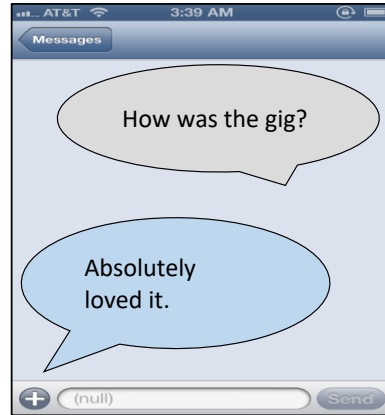 AT&T 3:39 AM
Messages
How was the gig?
Absolutely
loved it.
(null) Send